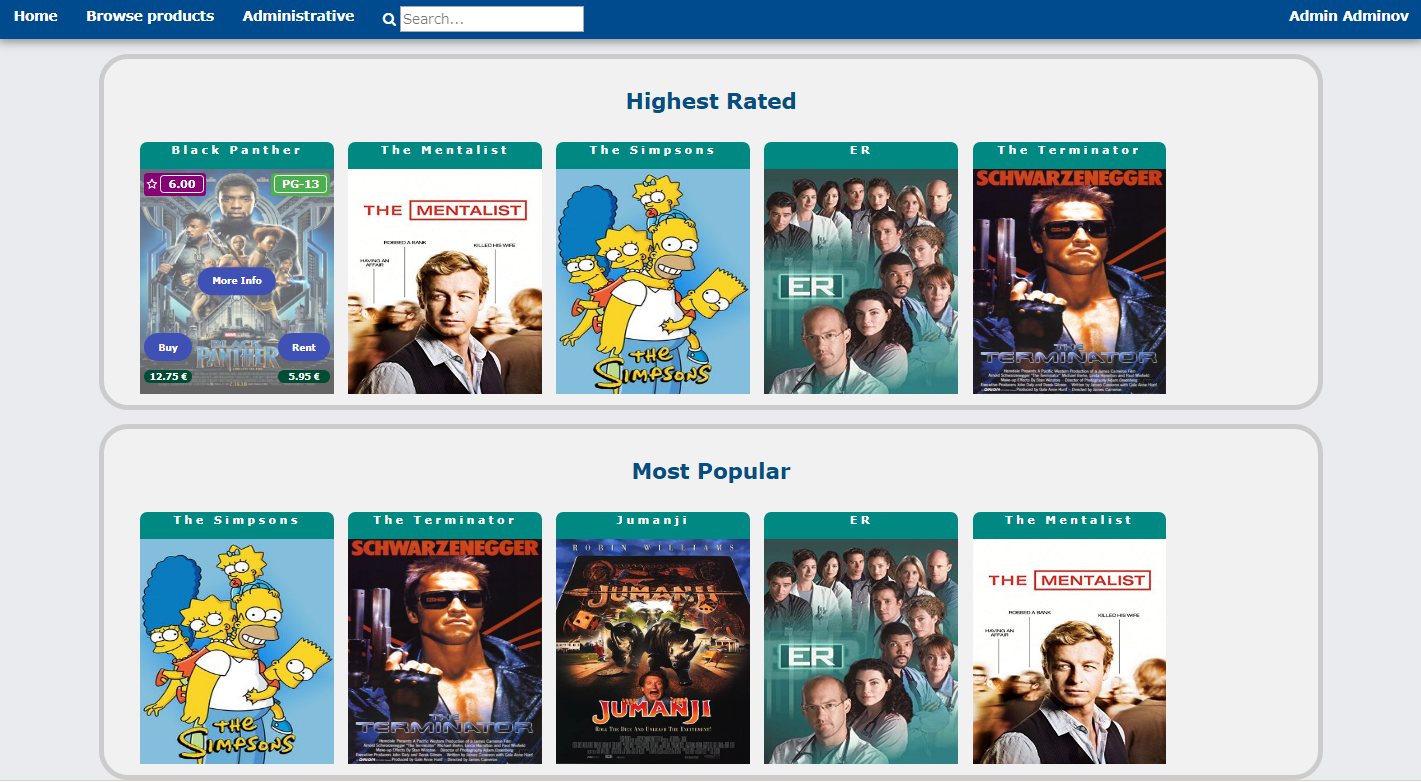 Home Browse products Administrative Search... Admin Adminov
Highest Rated
Black Panther The Mentalist The Simpsons ER The Terminator
6.00 PG-13
More Info
BLACK PANTHER
Buy Rent
12.75 € 5.95 €
THE MENTALIST
ROBBED A BANK KILLED HIS WIFE
HAVING AN AFFAIR
THE SIMPSONS
ER
SCHWARZENEGGER
THE TERMINATOR
Most Popular
The Simpsons The Terminator Jumanji ER The Mentalist
THE SIMPSONS
SCHWARZENEGGER
THE TERMINATOR
ROBIN WILLIAMS
JUMANJI
JUMANJI
ROLL THE DICE AND UNLEASH THE EXCITEMENT!
ER
THE MENTALIST
ROBBED A BANK KILLED HIS WIFE
HAVING AN AFFAIR